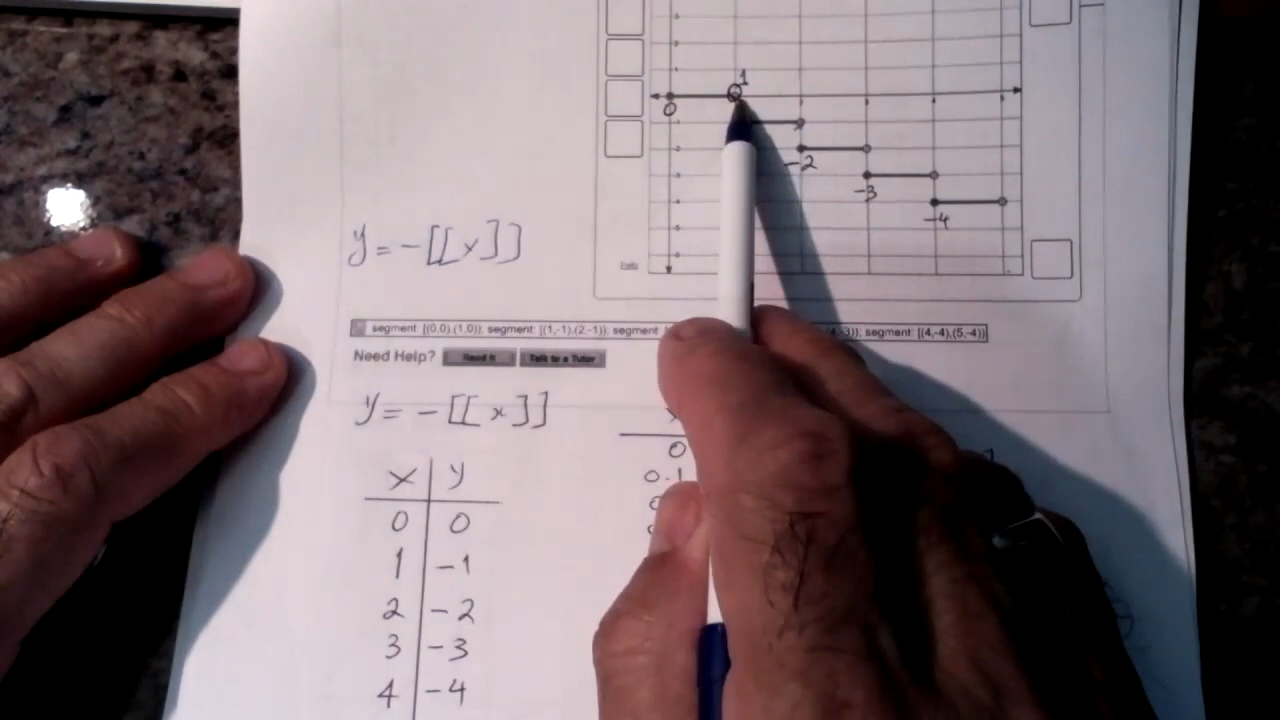 1
0
-2
-3
-4
y = -[[x]]
Help
segment: [(0,0),(1,0)); segment: [(1,-1),(2,-1)); segment: -3)); segment: [(4,-4),(5,-4))
Need Help? Read It Talk to a Tutor
y = -[[x]]
x y
0 0
1 -1
2 -2
3 -3
4 -4
x
0
0.1